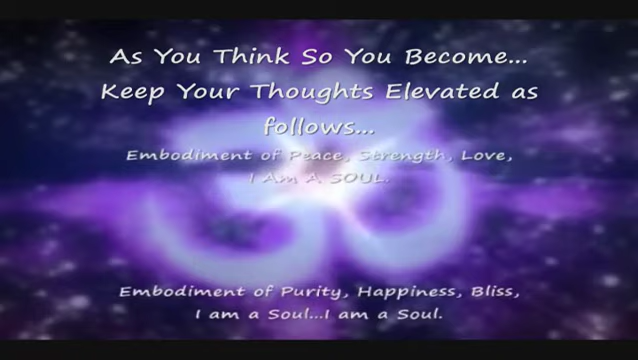 As You Think So You Become...
Keep Your Thoughts Elevated as
follows...
Embodiment of Peace, Strength, Love,
I Am A SOUL.
Embodiment of Purity, Happiness, Bliss,
I am a Soul...I am a Soul.